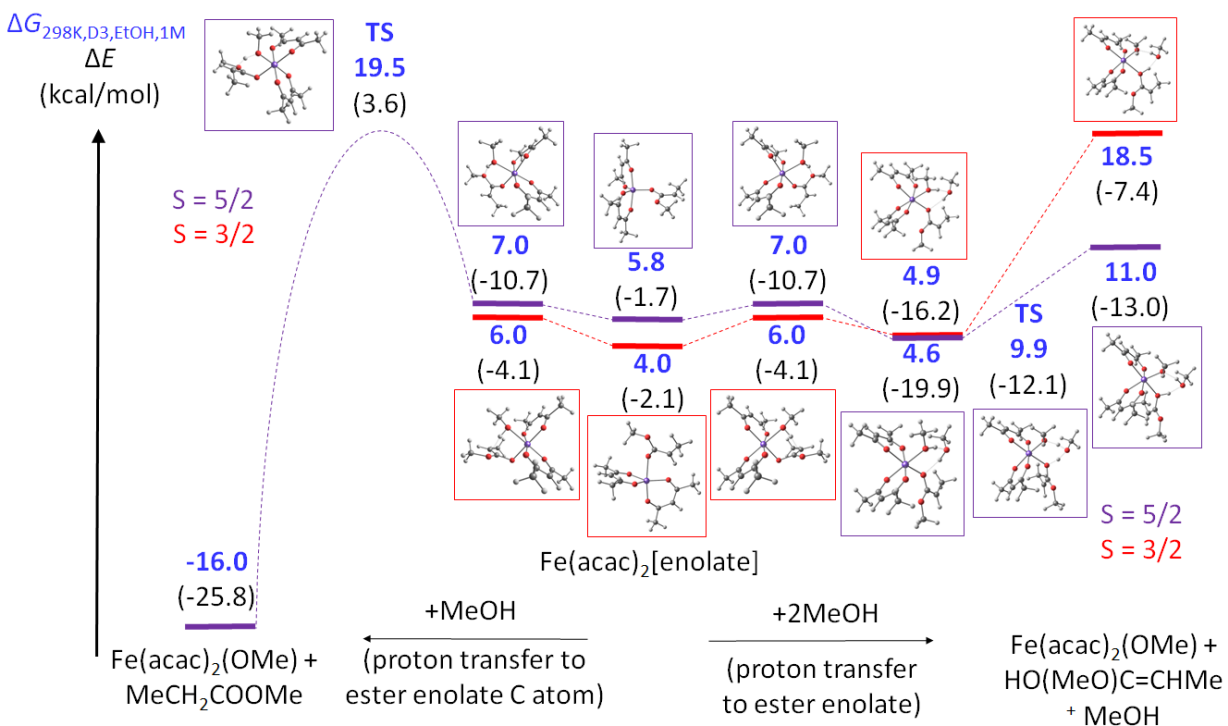 ΔG298K,D3,EtOH,1M
ΔE
(kcal/mol)
TS
19.5
(3.6)
S = 5/2
S = 3/2
7.0
(-10.7)
6.0
(-4.1)
5.8
(-1.7)
4.0
(-2.1)
7.0
(-10.7)
6.0
(-4.1)
4.9
(-16.2)
4.6
(-19.9)
TS
9.9
(-12.1)
18.5
(-7.4)
11.0
(-13.0)
S = 5/2
S = 3/2
-16.0
(-25.8)
Fe(acac)2(OMe) +
MeCH2COOMe
Fe(acac)2[enolate]
+MeOH
(proton transfer to
ester enolate C atom)
+2MeOH
(proton transfer
to ester enolate)
Fe(acac)2(OMe) +
HO(MeO)C=CHMe
+ MeOH